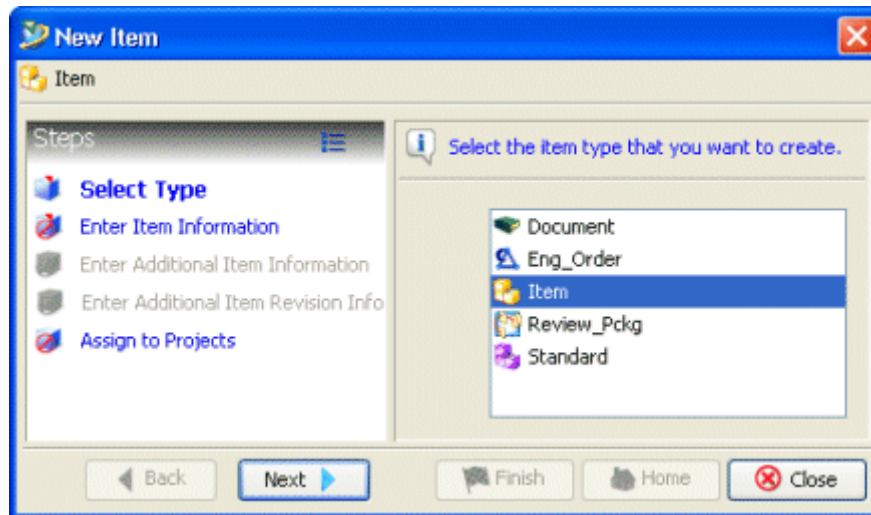 New Item
Item
Steps
Select Type
Enter Item Information
Enter Additional Item Information
Enter Additional Item Revision Info
Assign to Projects
Select the item type that you want to create.
Document
Eng_Order
Item
Review_Pckg
Standard
Back
Next
Finish
Home
Close